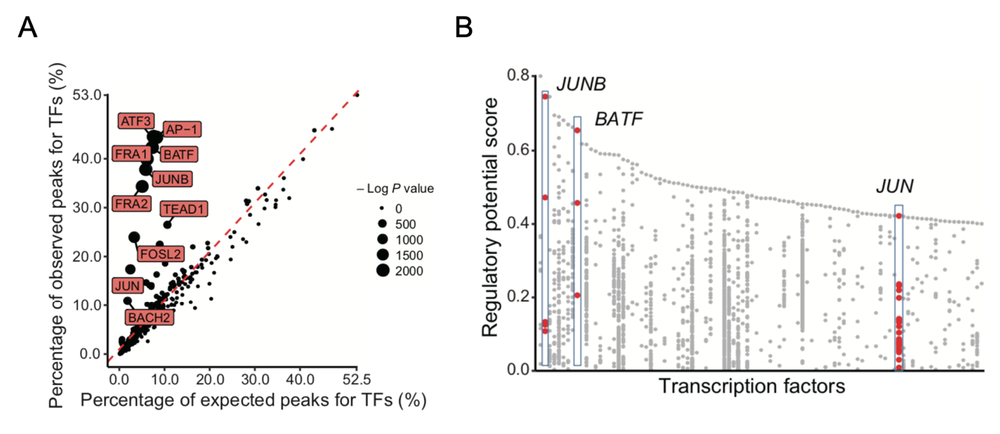 A
Percentage of observed peaks for TFs (%)
53.0
40.0
30.0
20.0
10.0
0.0
ATF3
AP−1
FRA1
BATF
JUNB
FRA2
TEAD1
FOSL2
JUN
BACH2
0.0 10.0 20.0 30.0 40.0 52.5
Percentage of expected peaks for TFs (%)
– Log P value
0
500
1000
1500
2000
B
Regulatory potential score
0.8
0.6
0.4
0.2
0.0
JUNB
BATF
JUN
Transcription factors